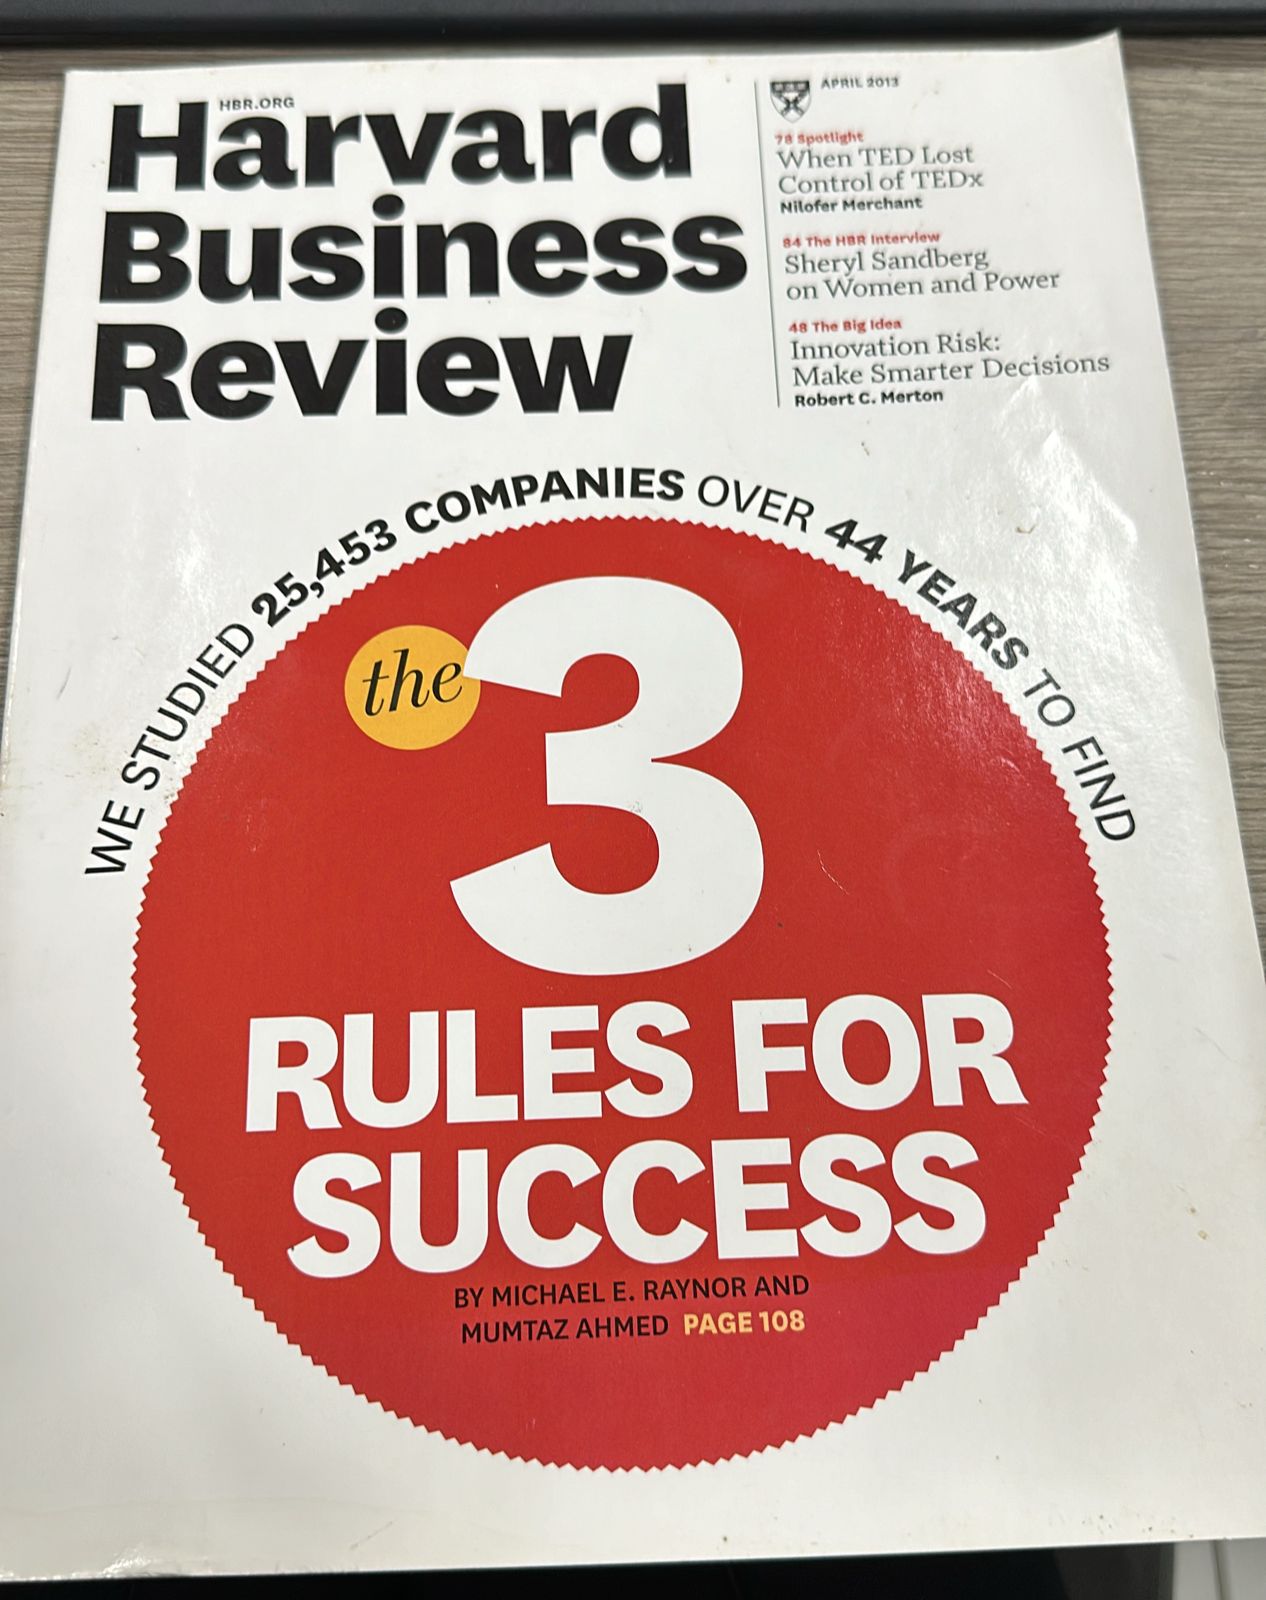 HBR.ORG
Harvard
Business
Review
APRIL 2013
78 Spotlight
When TED Lost
Control of TEDx
Nilofer Merchant
84 The HBR Interview
Sheryl Sandberg
on Women and Power
48 The Big Idea
Innovation Risk:
Make Smarter Decisions
Robert C. Merton
WE STUDIED 25,453 COMPANIES OVER 44 YEARS TO FIND
the
3
RULES FOR
SUCCESS
BY MICHAEL E. RAYNOR AND
MUMTAZ AHMED PAGE 108